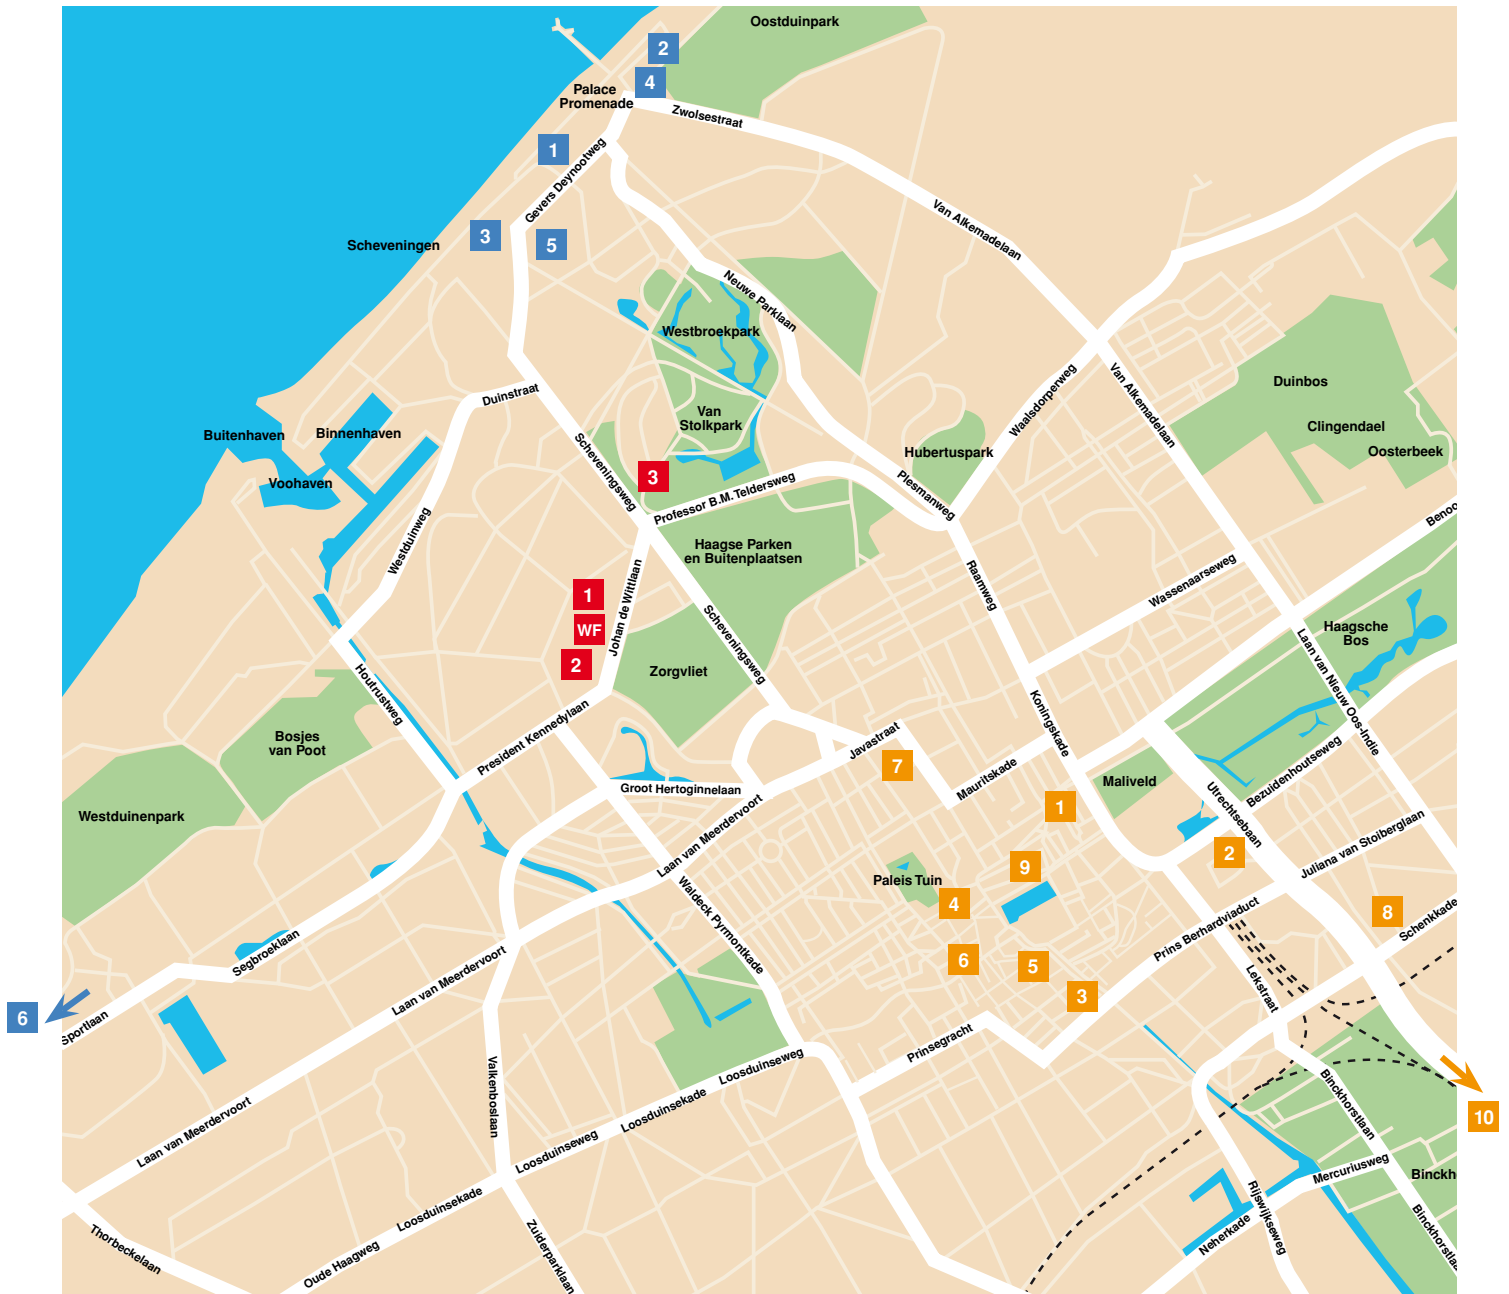 Oostduinpark
2
4
Palace
Promenade
Zwolsestraat
1
Gevers Deynootweg
Van Alkemadelaan
3
5
Scheveningen
Neuwe Parklaan
Westbroekpark
Duinbos
Van Alkemadelaan
Waalsdorperweg
Duinstraat
Van
Stolkpark
Clingendael
Buitenhaven
Binnenhaven
Hubertuspark
Oosterbeek
Scheveningsweg
3
Voohaven
Professor B.M. Teldersweg
Plesmanweg
Benoo
Westduinweg
Haagse Parken
en Buitenplaatsen
Raamweg
Wassenaarseweg
1
Johan de Wittlaan
WF
Scheveningsweg
Haagsche
Bos
2
Zorgvliet
Laan van Nieuw Oos-Indie
Houtrustweg
Koningskade
President Kennedylaan
Bosjes
van Poot
Javastraat
7
Mauritskade
Maliveld
Bezuidenhoutseweg
Groot Hertoginnelaan
1
Utrechtsebaan
Westduinenpark
Laan van Meerdervoort
2
Juliana van Stoiberglaan
9
Paleis Tuin
4
8
Waldeck Pyrmontkade
Prins Berhardviaduct
Schenkkade
Segbroeklaan
6
5
Laan van Meerdervoort
3
Lekstraat
6
Sportlaan
Prinsegracht
Valkenboslaan
Loosduinseweg
Binckhorstlaan
10
Loosduinsekade
Laan van Meerdervoort
Loosduinseweg
Mercuriusweg
Binckh
Loosduinsekade
Rijswijkseweg
Neherkade
Binckhorstlaa
Thorbeckelaan
Oude Haagweg
Zuiderparklaan